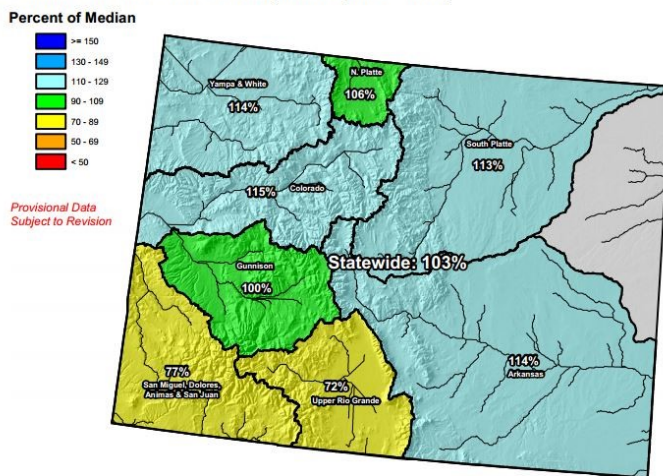 Percent of Median
>= 150
130 - 149
110 - 129
90 - 109
70 - 89
50 - 69
< 50
Provisional Data
Subject to Revision
Yampa & White
114%
N. Platte
106%
South Platte
113%
115%
Colorado
Statewide: 103%
Gunnison
100%
77%
San Miguel, Dolores,
Animas & San Juan
72%
Upper Rio Grande
114%
Arkansas